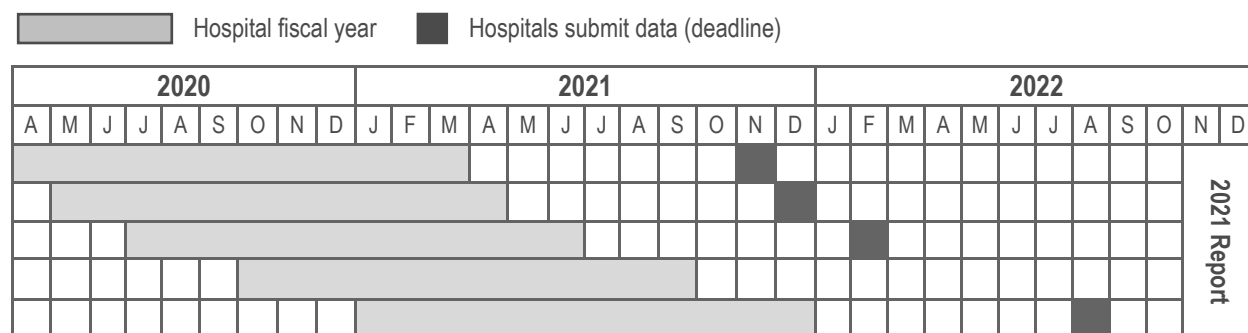 Hospital fiscal year Hospitals submit data (deadline)
2020 2021 2022
A M J J A S O N D J F M A M J J A S O N D J F M A M J J A S O N D
2021 Report